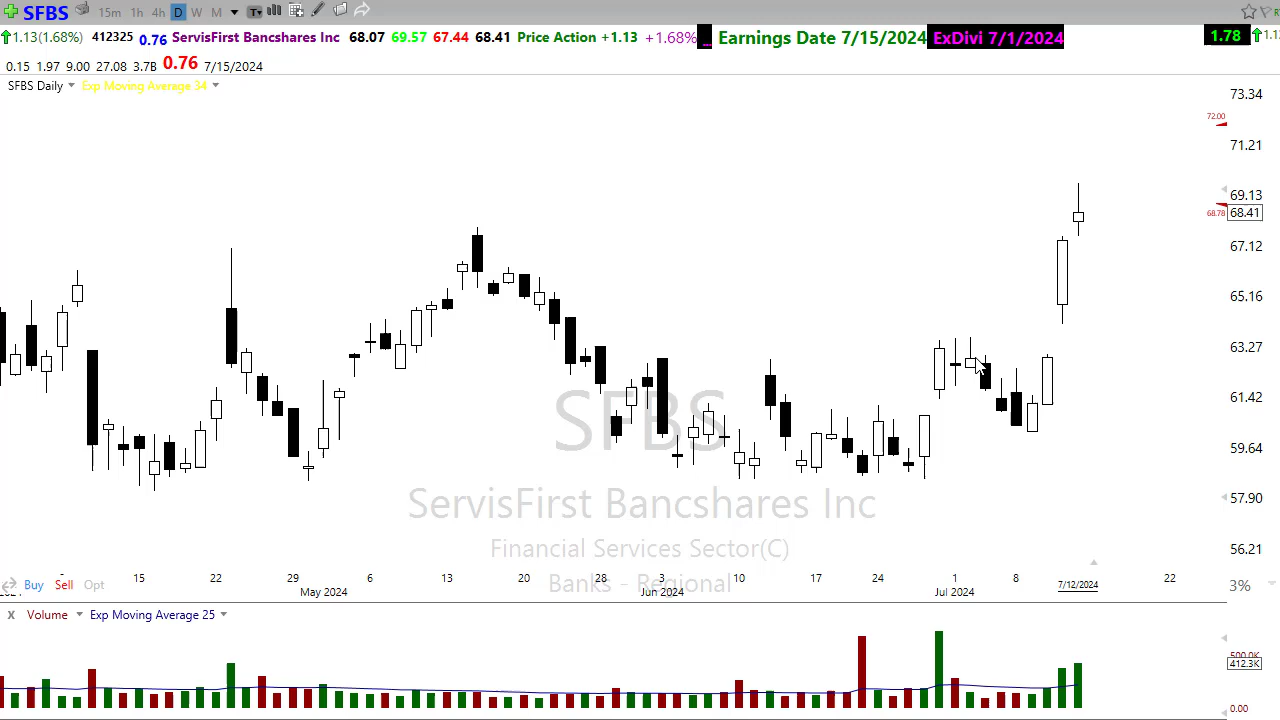 SFBS 15m 1h 4h D W M T
1.13(1.68%) 412325 0.76 ServisFirst Bancshares Inc 68.07 69.57 67.44 68.41 Price Action +1.13 +1.68% ... Earnings Date 7/15/2024 ExDivi 7/1/2024 1.78
0.15 1.97 9.00 27.08 3.7B 0.76 7/15/2024
SFBS Daily Exp Moving Average 34
73.34
72.00
71.21
69.13
68.78 68.41
67.12
65.16
63.27
61.42
59.64
57.90
56.21
SFBS
ServisFirst Bancshares Inc
Financial Services Sector(C)
Banks - Regional
15 22 29 6 13 20 28 3 10 17 24 1 8 7/12/2024 22
Buy Sell Opt 3%
May 2024 Jun 2024 Jul 2024
X Volume Exp Moving Average 25
500.0K
412.3K
0.00